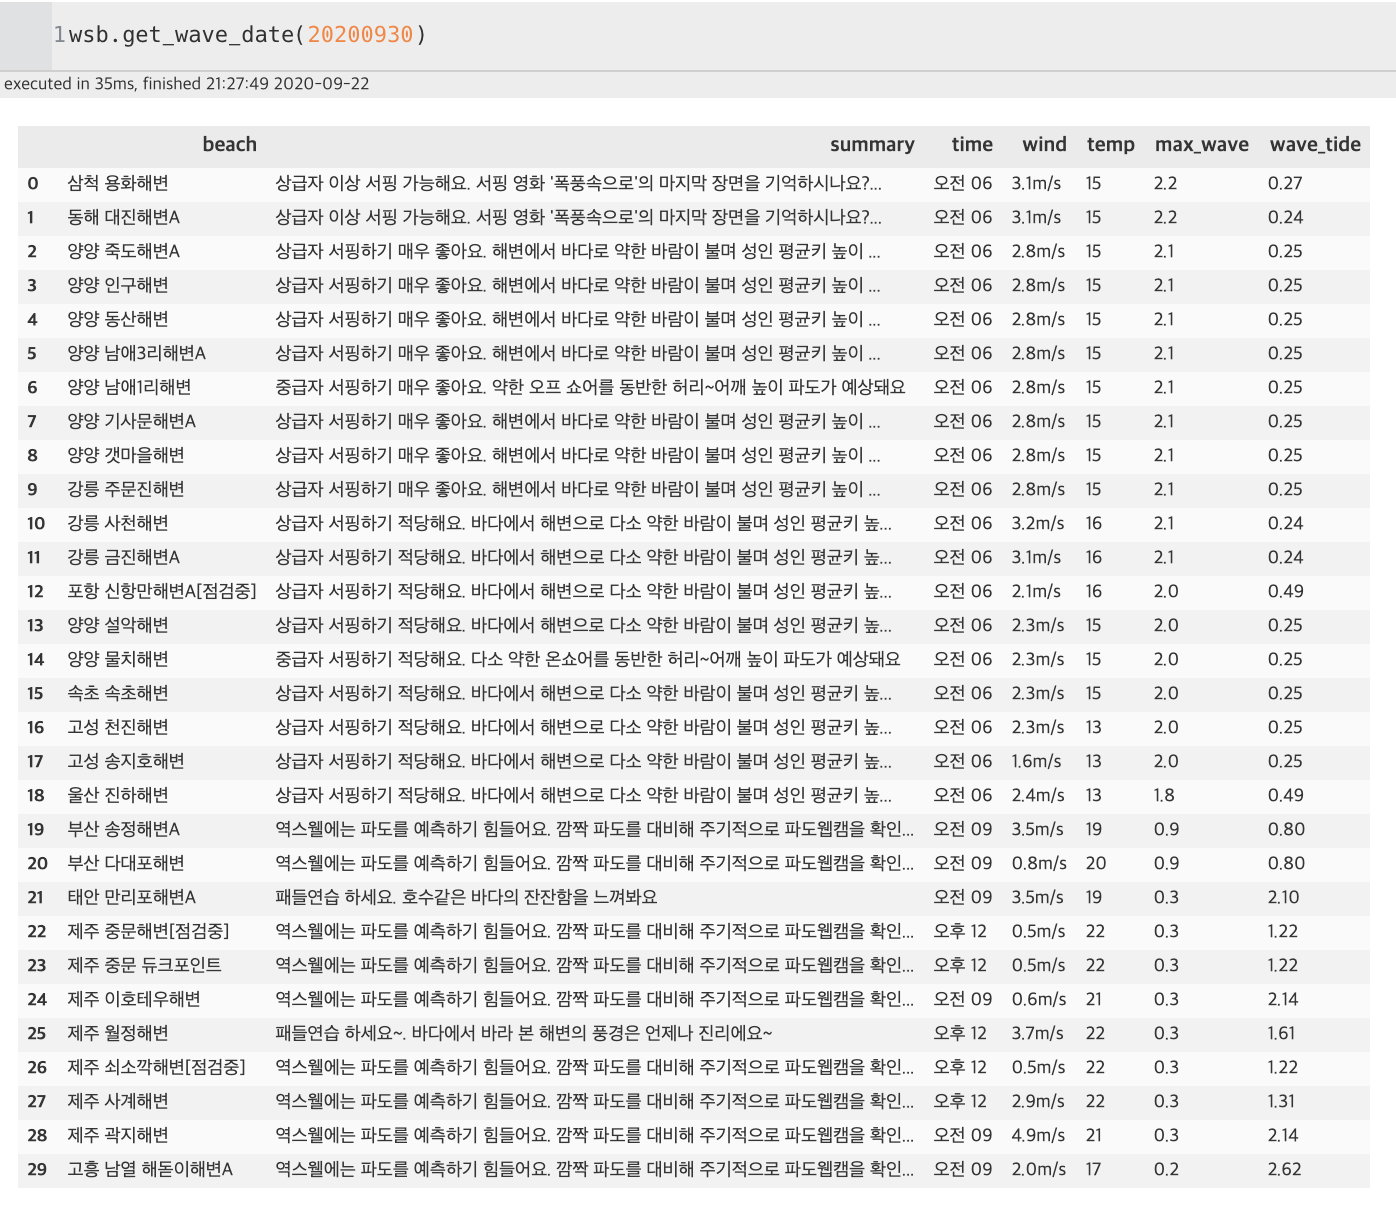 1wsb.get_wave_date(20200930)
executed in 35ms, finished 21:27:49 2020-09-22
beach summary time wind temp max_wave wave_tide
0 삼척 용화해변 상급자 이상 서핑 가능해요. 서핑 영화 '폭풍속으로'의 마지막 장면을 기억하시나요?... 오전 06 3.1m/s 15 2.2 0.27
1 동해 대진해변A 상급자 이상 서핑 가능해요. 서핑 영화 '폭풍속으로'의 마지막 장면을 기억하시나요?... 오전 06 3.1m/s 15 2.2 0.24
2 양양 죽도해변A 상급자 서핑하기 매우 좋아요. 해변에서 바다로 약한 바람이 불며 성인 평균키 높이 ... 오전 06 2.8m/s 15 2.1 0.25
3 양양 인구해변 상급자 서핑하기 매우 좋아요. 해변에서 바다로 약한 바람이 불며 성인 평균키 높이 ... 오전 06 2.8m/s 15 2.1 0.25
4 양양 동산해변 상급자 서핑하기 매우 좋아요. 해변에서 바다로 약한 바람이 불며 성인 평균키 높이 ... 오전 06 2.8m/s 15 2.1 0.25
5 양양 남애3리해변A 상급자 서핑하기 매우 좋아요. 해변에서 바다로 약한 바람이 불며 성인 평균키 높이 ... 오전 06 2.8m/s 15 2.1 0.25
6 양양 남애1리해변 중급자 서핑하기 매우 좋아요. 약한 오프 쇼어를 동반한 허리~어깨 높이 파도가 예상돼요 오전 06 2.8m/s 15 2.1 0.25
7 양양 기사문해변A 상급자 서핑하기 매우 좋아요. 해변에서 바다로 약한 바람이 불며 성인 평균키 높이 ... 오전 06 2.8m/s 15 2.1 0.25
8 양양 갯마을해변 상급자 서핑하기 매우 좋아요. 해변에서 바다로 약한 바람이 불며 성인 평균키 높이 ... 오전 06 2.8m/s 15 2.1 0.25
9 강릉 주문진해변 상급자 서핑하기 매우 좋아요. 해변에서 바다로 약한 바람이 불며 성인 평균키 높이 ... 오전 06 2.8m/s 15 2.1 0.25
10 강릉 사천해변 상급자 서핑하기 적당해요. 바다에서 해변으로 다소 약한 바람이 불며 성인 평균키 높... 오전 06 3.2m/s 16 2.1 0.24
11 강릉 금진해변A 상급자 서핑하기 적당해요. 바다에서 해변으로 다소 약한 바람이 불며 성인 평균키 높... 오전 06 3.1m/s 16 2.1 0.24
12 포항 신항만해변A[점검중] 상급자 서핑하기 적당해요. 바다에서 해변으로 다소 약한 바람이 불며 성인 평균키 높... 오전 06 2.1m/s 16 2.0 0.49
13 양양 설악해변 상급자 서핑하기 적당해요. 바다에서 해변으로 다소 약한 바람이 불며 성인 평균키 높... 오전 06 2.3m/s 15 2.0 0.25
14 양양 물치해변 중급자 서핑하기 적당해요. 다소 약한 온쇼어를 동반한 허리~어깨 높이 파도가 예상돼요 오전 06 2.3m/s 15 2.0 0.25
15 속초 속초해변 상급자 서핑하기 적당해요. 바다에서 해변으로 다소 약한 바람이 불며 성인 평균키 높... 오전 06 2.3m/s 15 2.0 0.25
16 고성 천진해변 상급자 서핑하기 적당해요. 바다에서 해변으로 다소 약한 바람이 불며 성인 평균키 높... 오전 06 2.3m/s 13 2.0 0.25
17 고성 송지호해변 상급자 서핑하기 적당해요. 바다에서 해변으로 다소 약한 바람이 불며 성인 평균키 높... 오전 06 1.6m/s 13 2.0 0.25
18 울산 진하해변 상급자 서핑하기 적당해요. 바다에서 해변으로 다소 약한 바람이 불며 성인 평균키 높... 오전 06 2.4m/s 13 1.8 0.49
19 부산 송정해변A 역스웰에는 파도를 예측하기 힘들어요. 깜짝 파도를 대비해 주기적으로 파도웹캠을 확인... 오전 09 3.5m/s 19 0.9 0.80
20 부산 다대포해변 역스웰에는 파도를 예측하기 힘들어요. 깜짝 파도를 대비해 주기적으로 파도웹캠을 확인... 오전 09 0.8m/s 20 0.9 0.80
21 태안 만리포해변A 패들연습 하세요. 호수같은 바다의 잔잔함을 느껴봐요 오전 09 3.5m/s 19 0.3 2.10
22 제주 중문해변[점검중] 역스웰에는 파도를 예측하기 힘들어요. 깜짝 파도를 대비해 주기적으로 파도웹캠을 확인... 오후 12 0.5m/s 22 0.3 1.22
23 제주 중문 듀크포인트 역스웰에는 파도를 예측하기 힘들어요. 깜짝 파도를 대비해 주기적으로 파도웹캠을 확인... 오후 12 0.5m/s 22 0.3 1.22
24 제주 이호테우해변 역스웰에는 파도를 예측하기 힘들어요. 깜짝 파도를 대비해 주기적으로 파도웹캠을 확인... 오전 09 0.6m/s 21 0.3 2.14
25 제주 월정해변 패들연습 하세요~. 바다에서 바라 본 해변의 풍경은 언제나 진리에요~ 오후 12 3.7m/s 22 0.3 1.61
26 제주 쇠소깍해변[점검중] 역스웰에는 파도를 예측하기 힘들어요. 깜짝 파도를 대비해 주기적으로 파도웹캠을 확인... 오후 12 0.5m/s 22 0.3 1.22
27 제주 사계해변 역스웰에는 파도를 예측하기 힘들어요. 깜짝 파도를 대비해 주기적으로 파도웹캠을 확인... 오후 12 2.9m/s 22 0.3 1.31
28 제주 곽지해변 역스웰에는 파도를 예측하기 힘들어요. 깜짝 파도를 대비해 주기적으로 파도웹캠을 확인... 오전 09 4.9m/s 21 0.3 2.14
29 고흥 남열 해돋이해변A 역스웰에는 파도를 예측하기 힘들어요. 깜짝 파도를 대비해 주기적으로 파도웹캠을 확인... 오전 09 2.0m/s 17 0.2 2.62